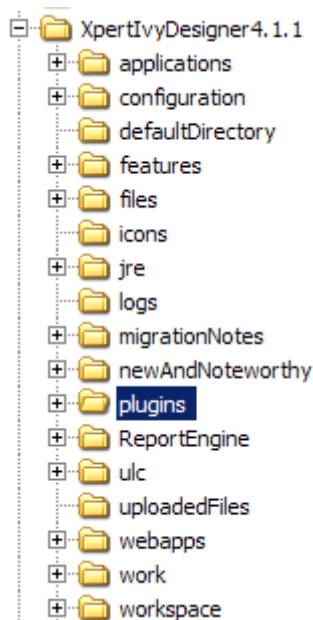 XpertIvyDesigner4.1.1
applications
configuration
defaultDirectory
features
files
icons
jre
logs
migrationNotes
newAndNoteworthy
plugins
ReportEngine
ulc
uploadedFiles
webapps
work
workspace